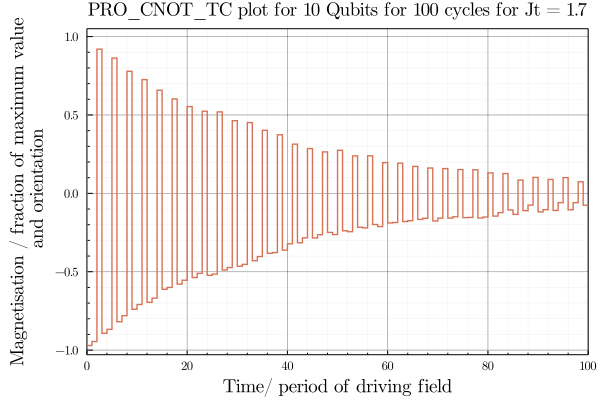 PRO_CNOT_TC plot for 10 Qubits for 100 cycles for Jt = 1.7
Magnetisation / fraction of maximum value
and orientation
1.0
0.5
0.0
−0.5
−1.0
0
20
40
60
80
100
Time/ period of driving field